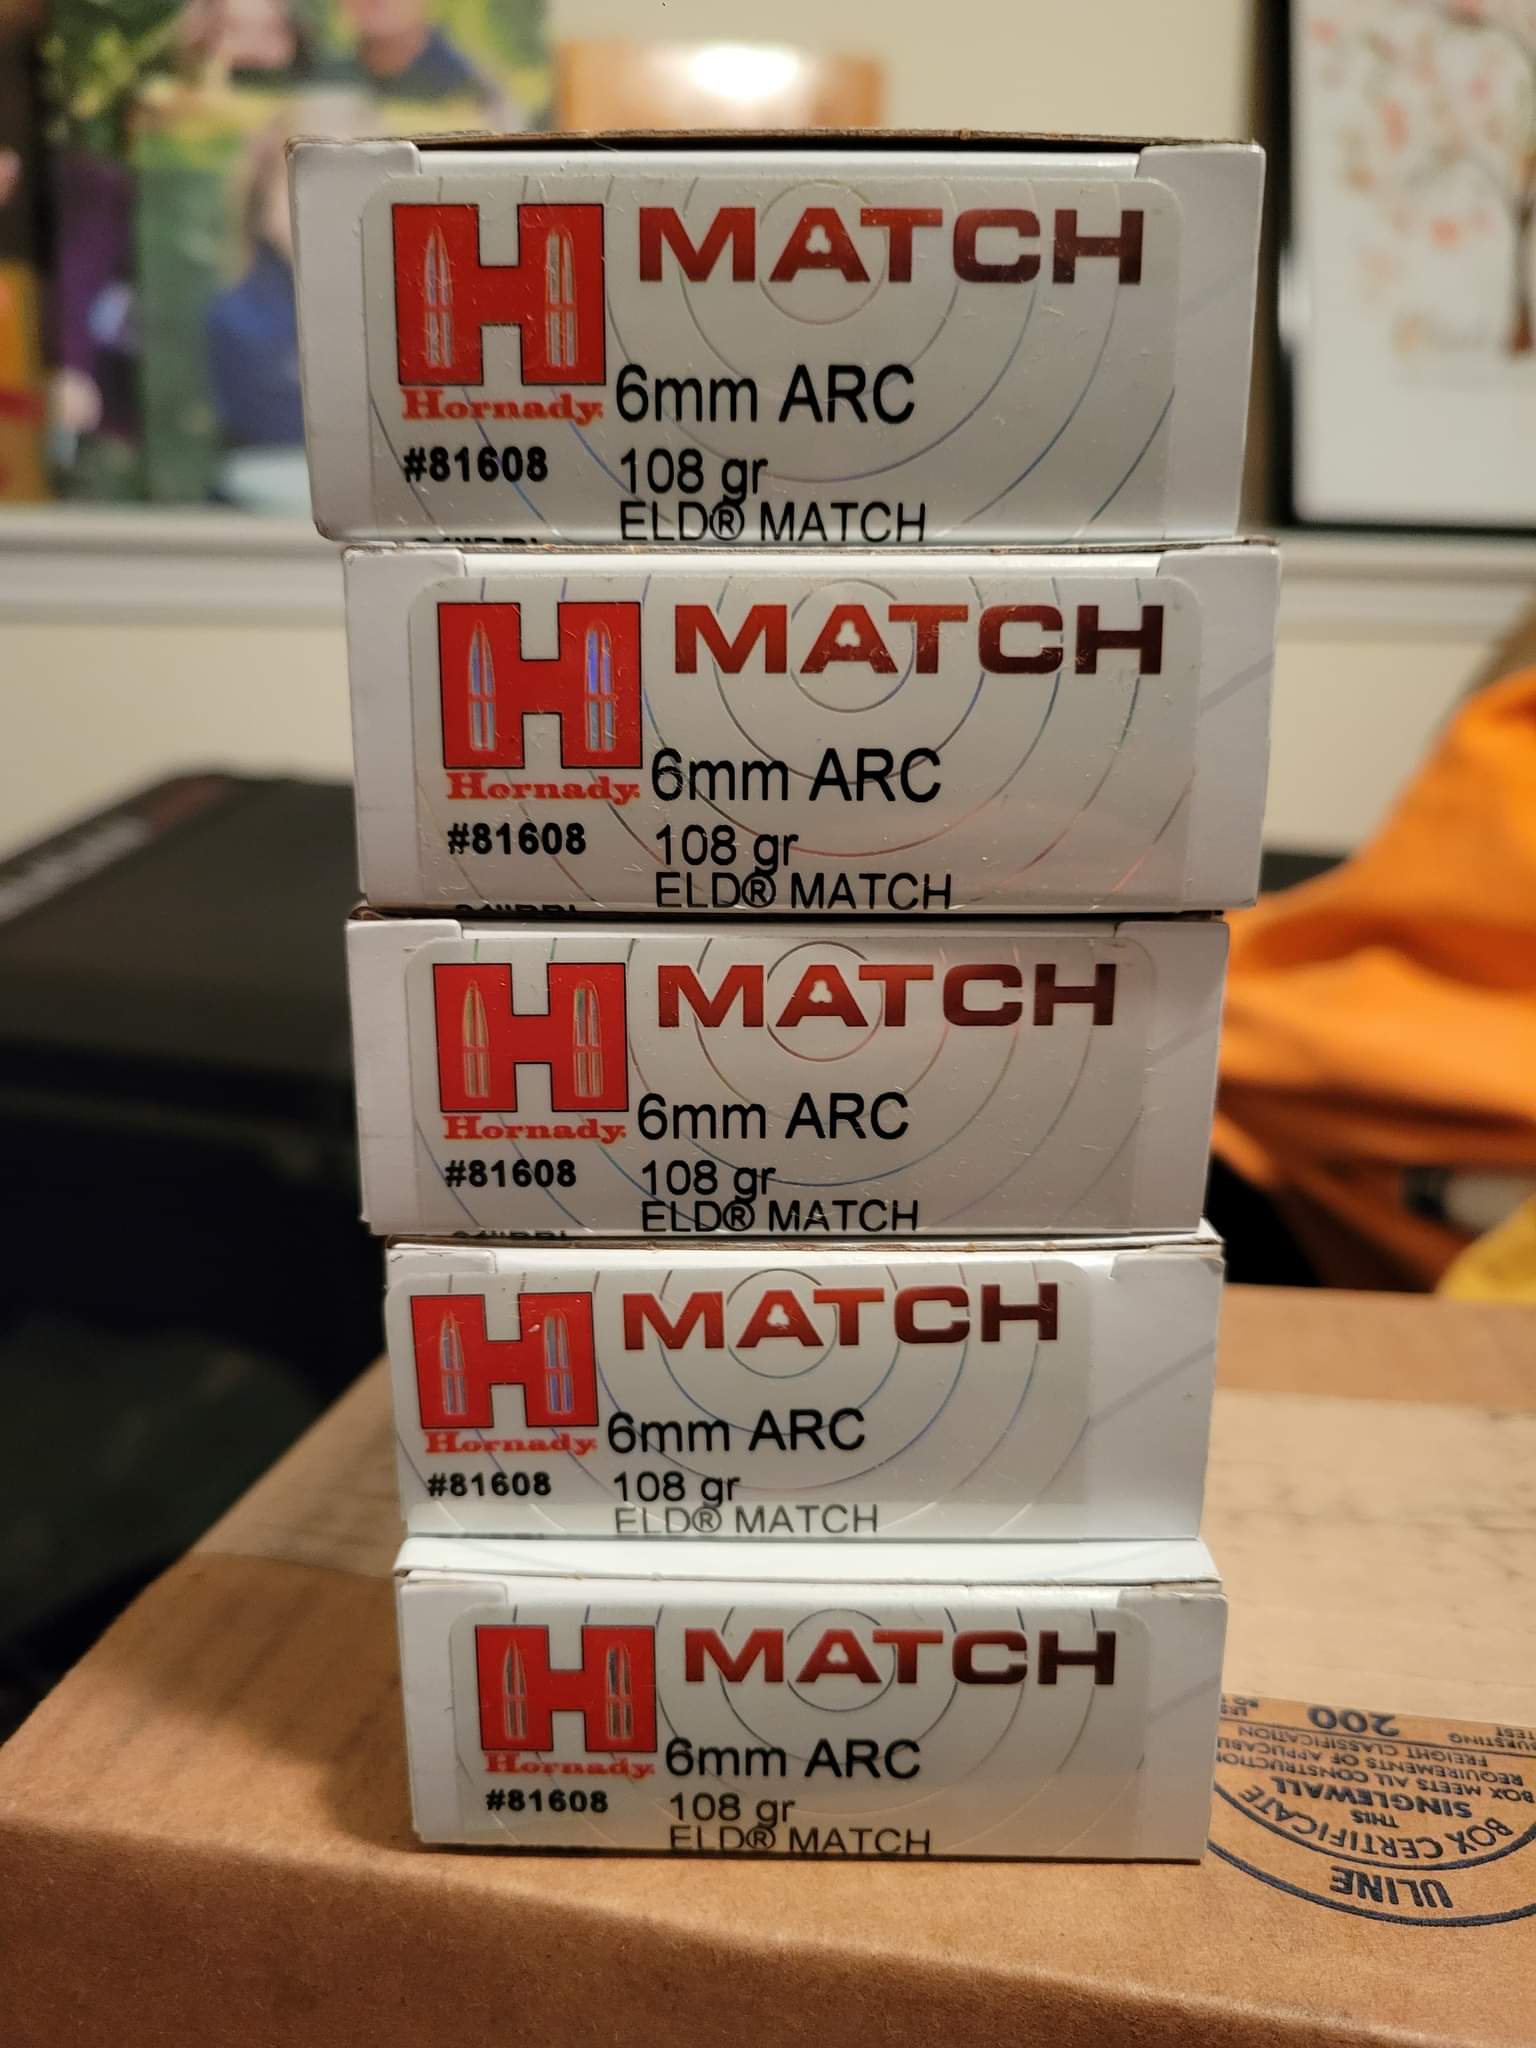 MATCH
Hornady.
6mm ARC
#81608
108 gr
ELD® MATCH
MATCH
Hornady.
6mm ARC
#81608
108 gr
ELD® MATCH
MATCH
Hornady.
6mm ARC
#81608
108 gr
ELD® MATCH
MATCH
Hornady.
6mm ARC
#81608
108 gr
ELD® MATCH
MATCH
Hornady.
6mm ARC
#81608
108 gr
ELD® MATCH
ULINE
BOX CERTIFICATE
THIS
SINGLEWALL
BOX MEETS ALL CONSTRUCTION
REQUIREMENTS OF APPLICABLE
FREIGHT CLASSIFICATION
BURSTING
TEST
200